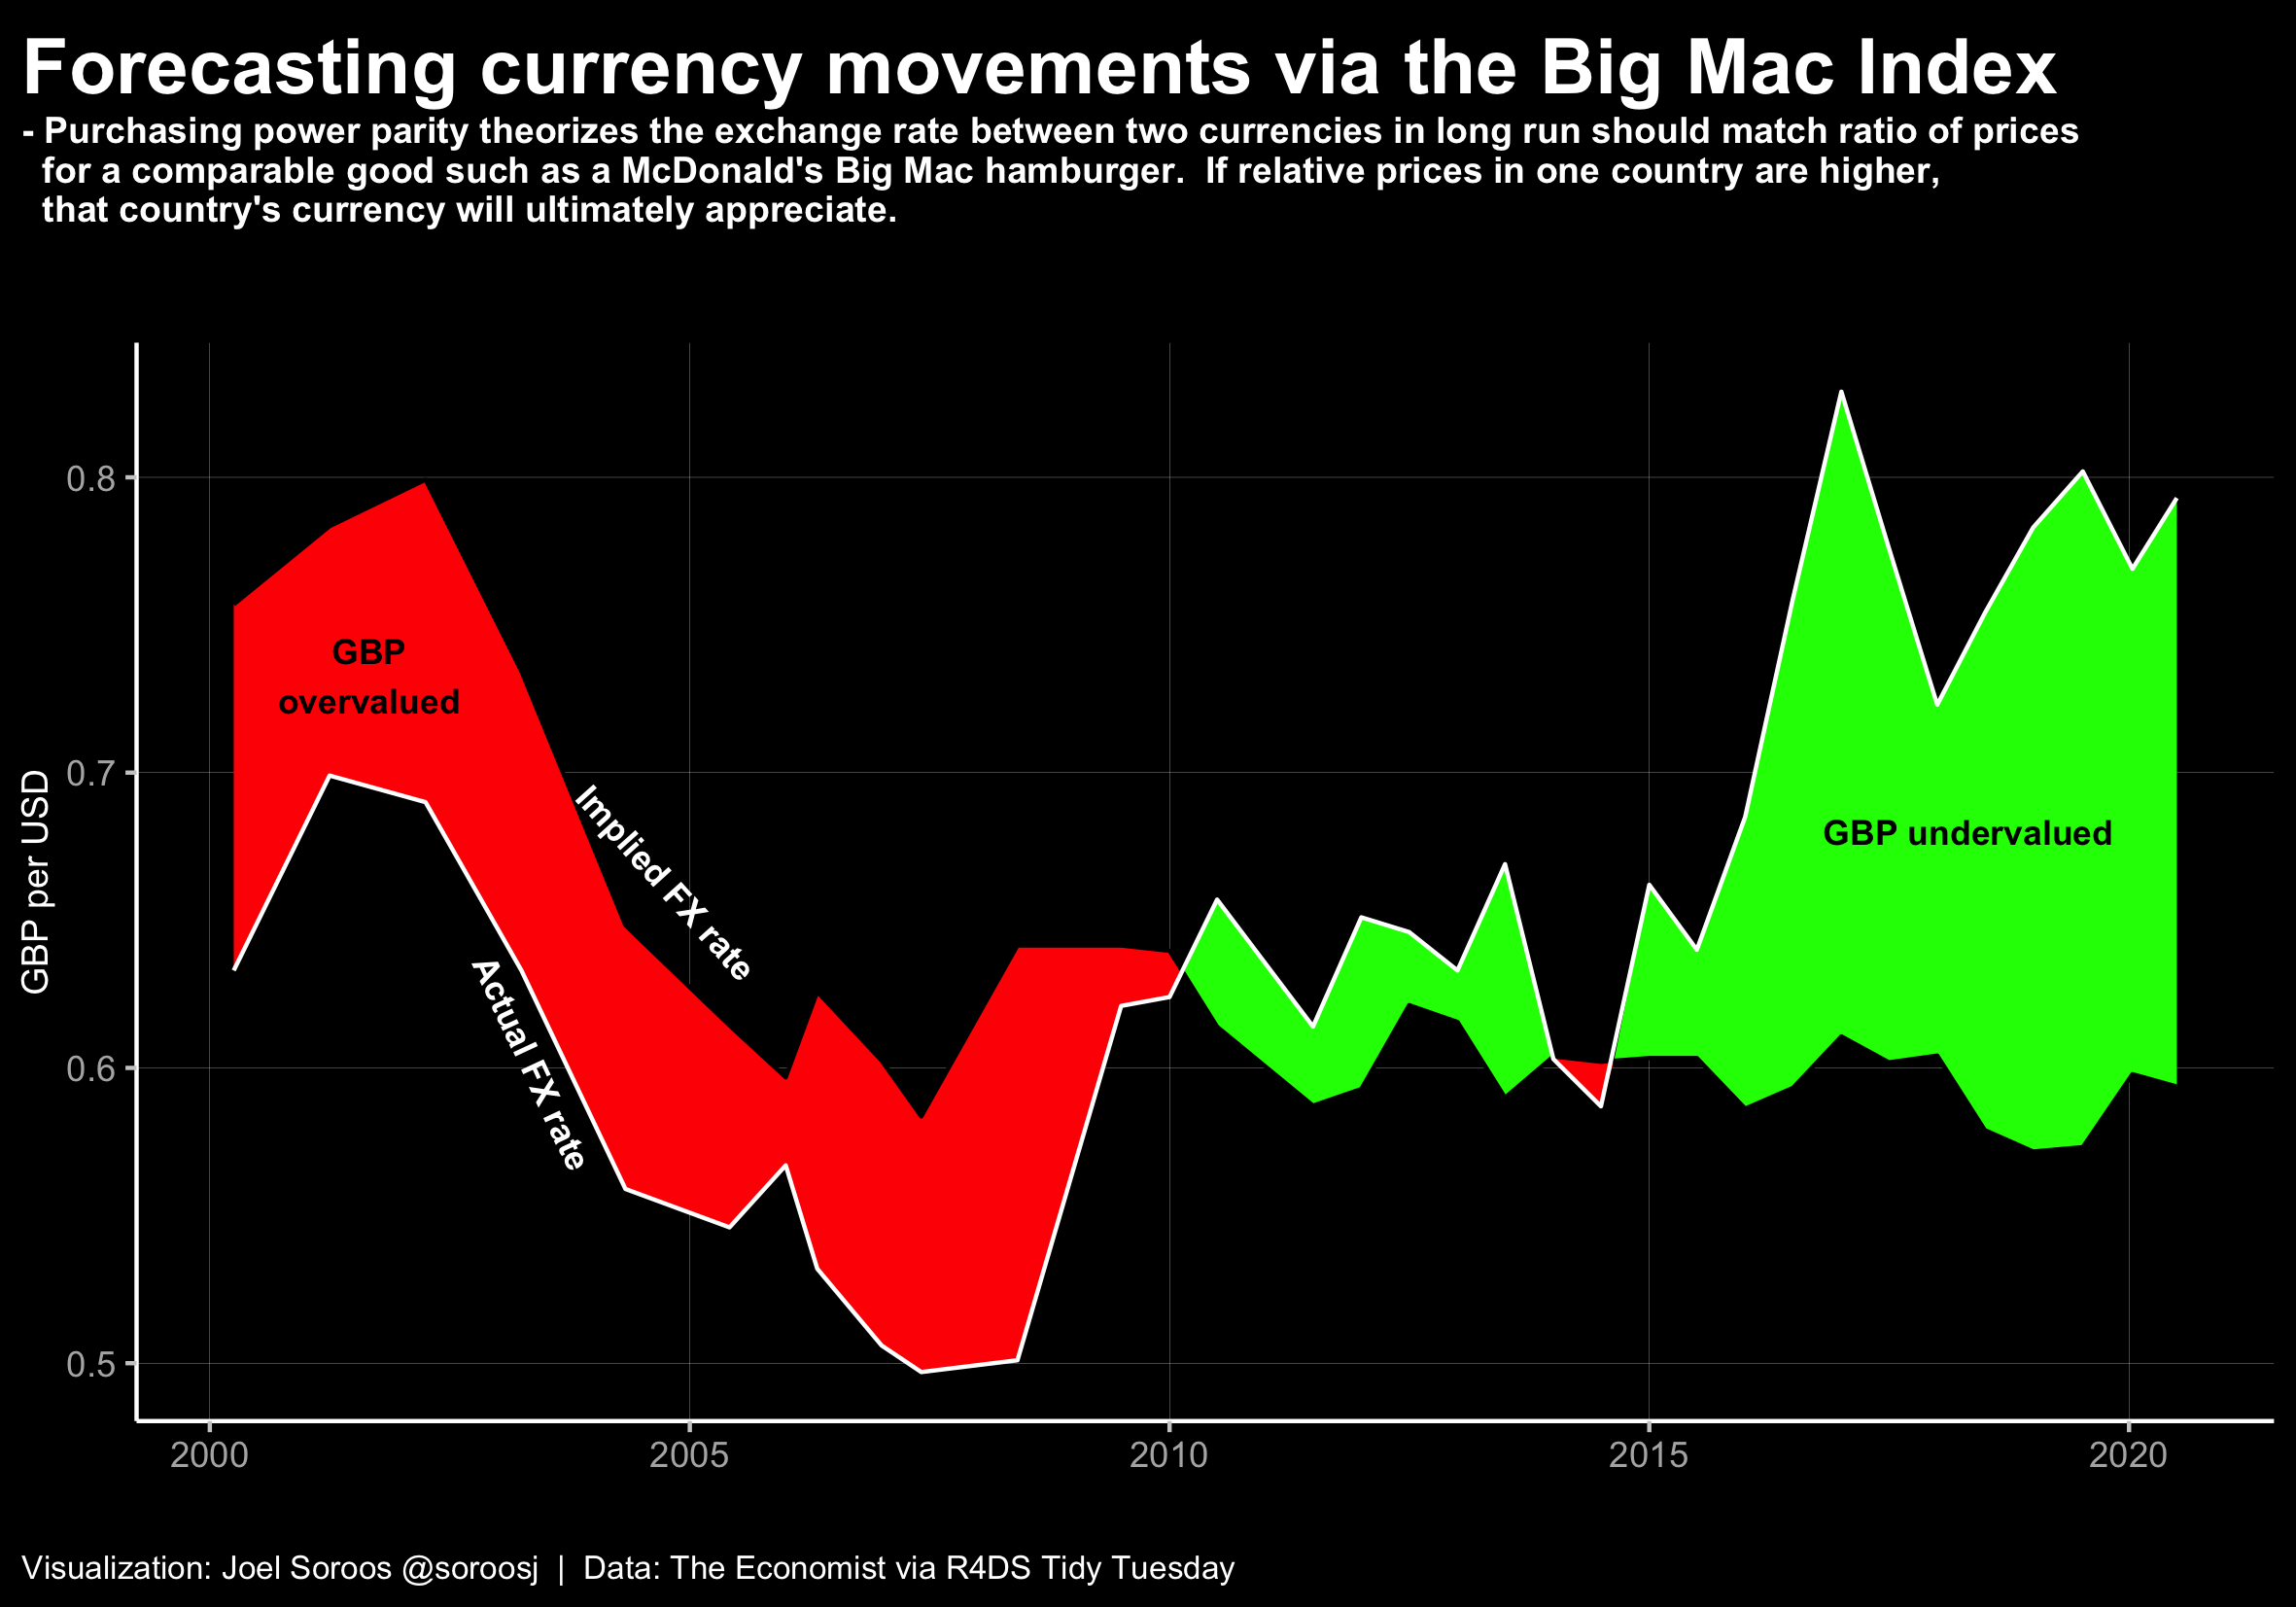 Forecasting currency movements via the Big Mac Index
- Purchasing power parity theorizes the exchange rate between two currencies in long run should match ratio of prices
for a comparable good such as a McDonald's Big Mac hamburger.  If relative prices in one country are higher,
that country's currency will ultimately appreciate.
GBP per USD
0.8
0.7
0.6
0.5
GBP
overvalued
Implied FX rate
Actual FX rate
GBP undervalued
2000
2005
2010
2015
2020
Visualization: Joel Soroos @soroosj  |  Data: The Economist via R4DS Tidy Tuesday